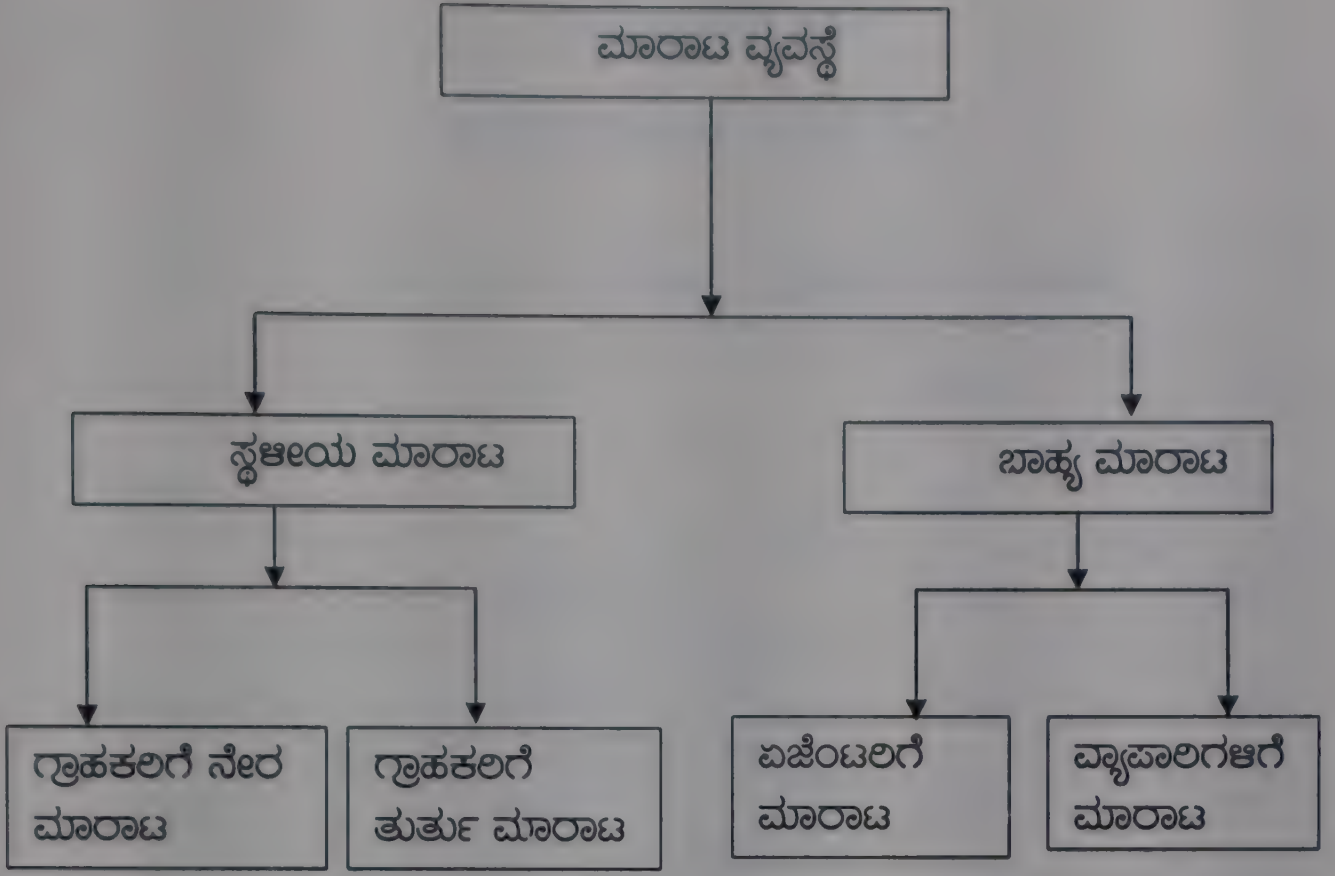 ಮಾರಾಟ ವ್ಯವಸ್ಥೆ
ಸ್ಥಳೀಯ ಮಾರಾಟ
ಬಾಹ್ಯ ಮಾರಾಟ
ಗ್ರಾಹಕರಿಗೆ ನೇರ
ಮಾರಾಟ
ಗ್ರಾಹಕರಿಗೆ
ತುರ್ತು ಮಾರಾಟ
ಏಜೆಂಟರಿಗೆ
ಮಾರಾಟ
ವ್ಯಾಪಾರಿಗಳಿಗೆ
ಮಾರಾಟ